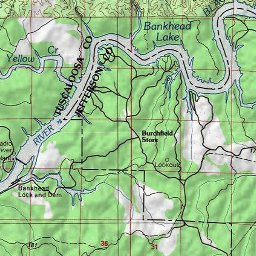 Bankhead
Lake
Yellow Cr
TUSCALOOSA CO
JEFFERSON CO
RIVER
Burchfield
Store
Lookout
Bankhead
Lock and Dam
36
31